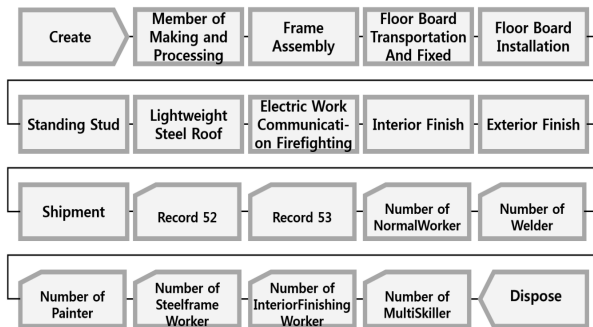 Create
Member of
Making and
Processing
Frame
Assembly
Floor Board
Transportation
And Fixed
Floor Board
Installation
Standing Stud
Lightweight
Steel Roof
Electric Work
Communicati-
on Firefighting
Interior Finish
Exterior Finish
Shipment
Record 52
Record 53
Number of
NormalWorker
Number of
Welder
Number of
Painter
Number of
Steelframe
Worker
Number of
InteriorFinishing
Worker
Number of
MultiSkiller
Dispose